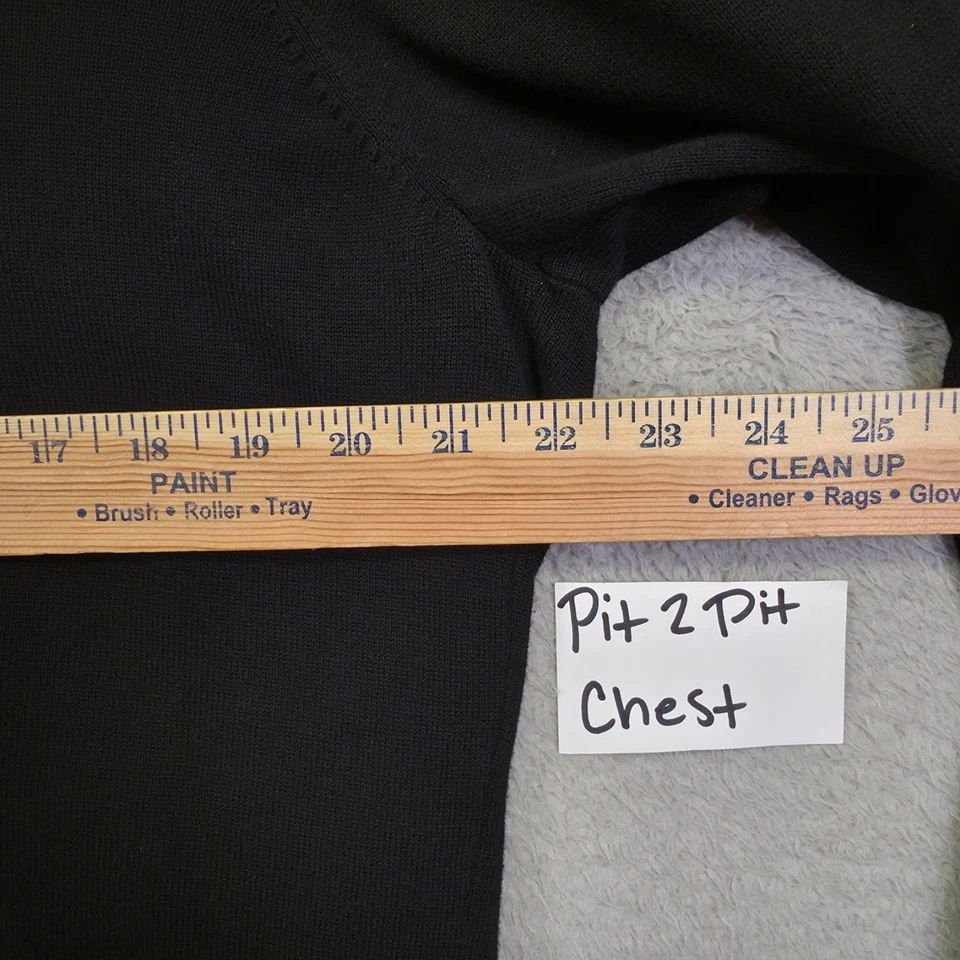 17 18 19 20 21 22 23 24 25
PAINT
• Brush • Roller • Tray
CLEAN UP
• Cleaner • Rags • Glov
Pit 2 Pit
Chest